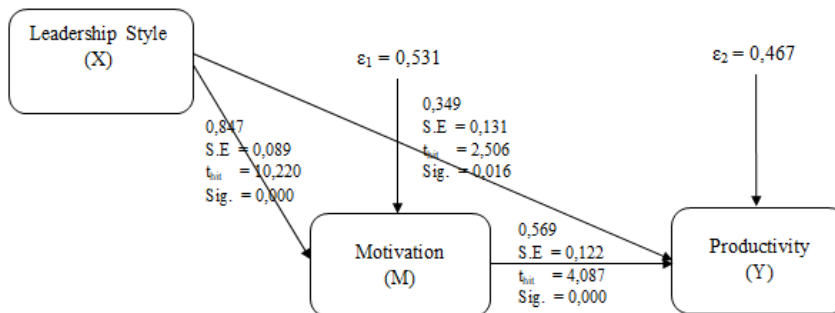 Leadership Style
(X)
ε₁ = 0,531
ε₂ = 0,467
0,847
S.E = 0,089
tₕᵢₜ = 10,220
Sig. = 0,000
0,349
S.E = 0,131
tₕᵢₜ = 2,506
Sig. = 0,016
Motivation
(M)
0,569
S.E = 0,122
tₕᵢₜ = 4,087
Sig. = 0,000
Productivity
(Y)